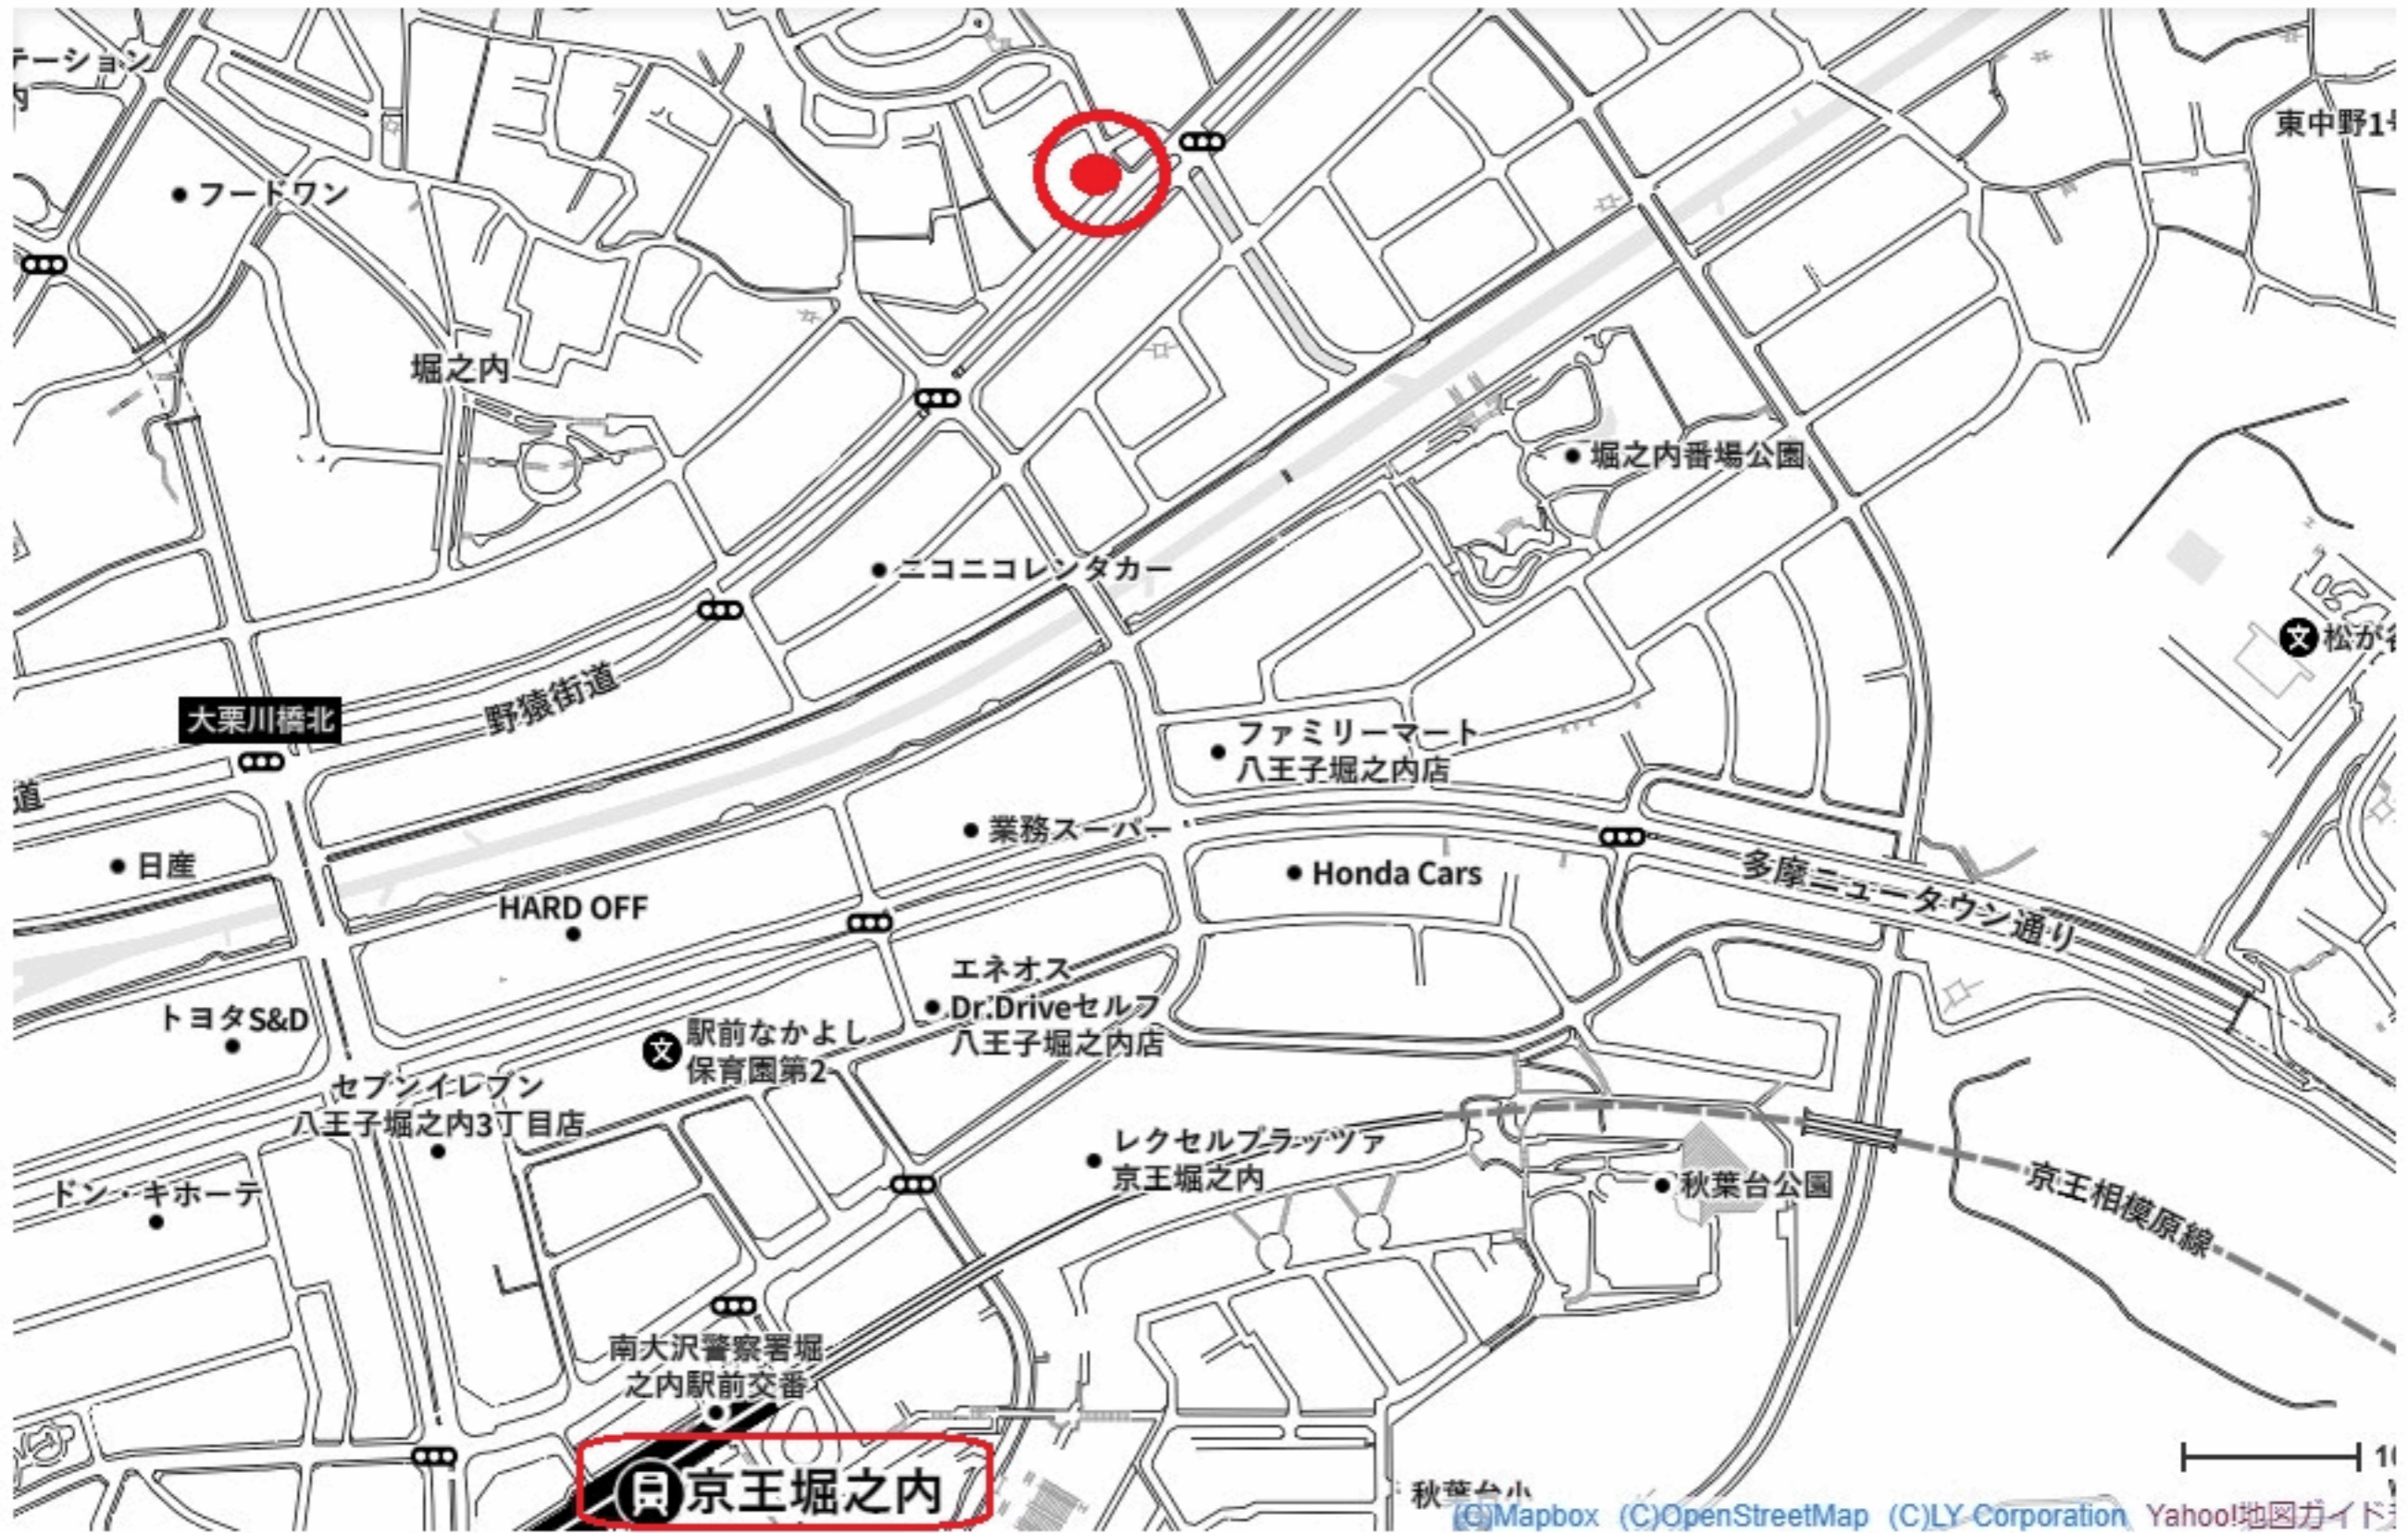 テーション
内
東中野1
フードワン
堀之内
堀之内番場公園
ニコニコレンタカー
松が
野猿街道
大栗川橋北
ファミリーマート
八王子堀之内店
道
業務スーパー
日産
Honda Cars
多摩ニュータウン通り
HARD OFF
エネオス
Dr.Driveセルフ
八王子堀之内店
トヨタS&D
駅前なかよし
保育園第2
セブンイレブン
八王子堀之内3丁目店
レクセルプラッツァ
京王堀之内
ドン・キホーテ
秋葉台公園
京王相模原線
南大沢警察署堀
之内駅前交番
京王堀之内
秋葉台小
(C)Mapbox (C)OpenStreetMap (C)LY Corporation Yahoo!地図ガイド